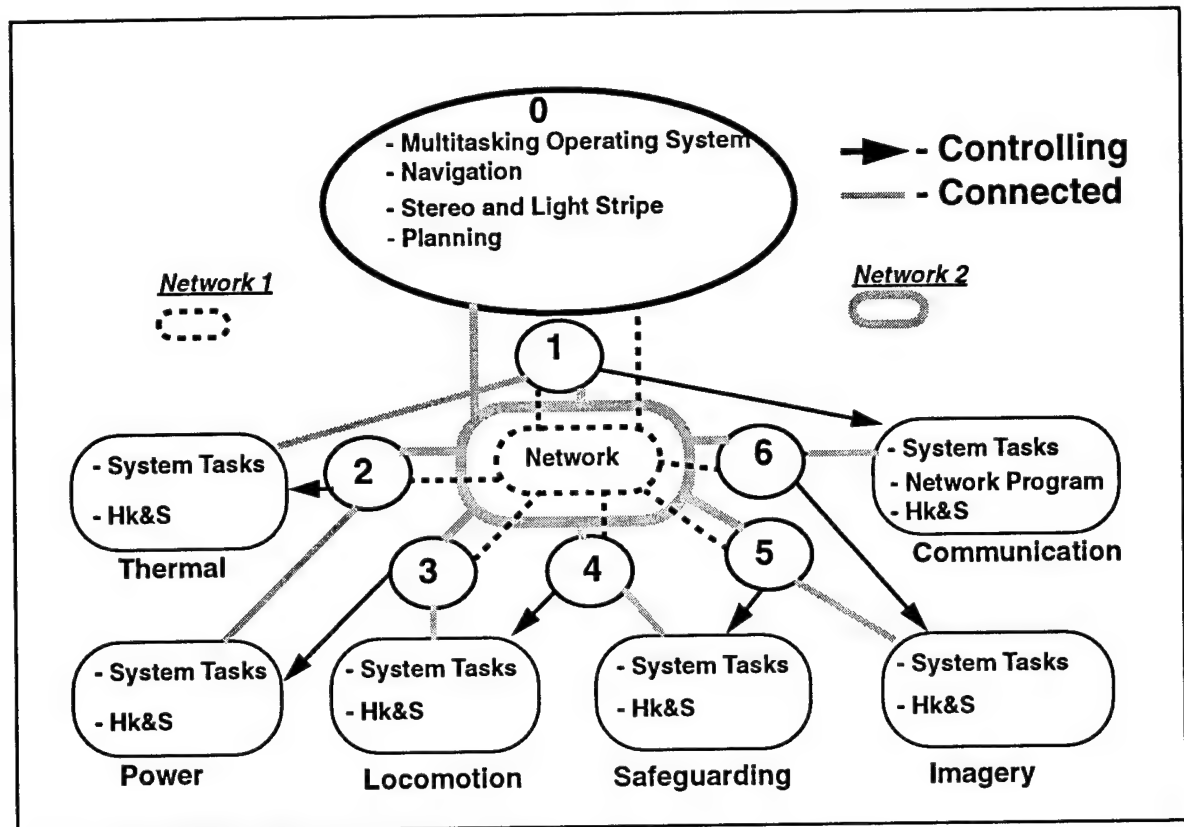 0
- Multitasking Operating System
- Navigation
- Stereo and Light Stripe
- Planning
- Controlling
- Connected
Network 1
Network 2
1
Network
2
6
3
4
5
- System Tasks
- Hk&S
Thermal
- System Tasks
- Network Program
- Hk&S
Communication
- System Tasks
- Hk&S
Power
- System Tasks
- Hk&S
Locomotion
- System Tasks
- Hk&S
Safeguarding
- System Tasks
- Hk&S
Imagery